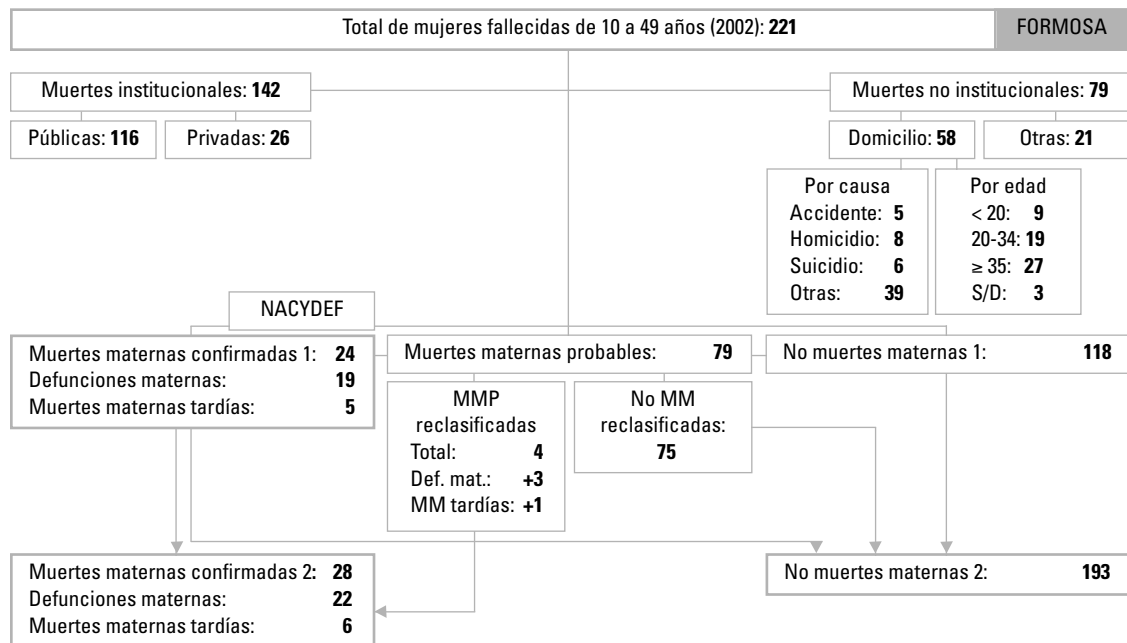 Total de mujeres fallecidas de 10 a 49 años (2002): 221
FORMOSA
Muertes institucionales: 142
Muertes no institucionales: 79
Públicas: 116
Privadas: 26
Domicilio: 58
Otras: 21
Por causa
Accidente: 5
Homicidio: 8
Suicidio: 6
Otras: 39
Por edad
< 20: 9
20-34: 19
≥ 35: 27
S/D: 3
NACYDEF
Muertes maternas confirmadas 1: 24
Defunciones maternas: 19
Muertes maternas tardías: 5
Muertes maternas probables: 79
No muertes maternas 1: 118
MMP
reclasificadas
Total: 4
Def. mat.: +3
MM tardías: +1
No MM
reclasificadas:
75
Muertes maternas confirmadas 2: 28
Defunciones maternas: 22
Muertes maternas tardías: 6
No muertes maternas 2: 193